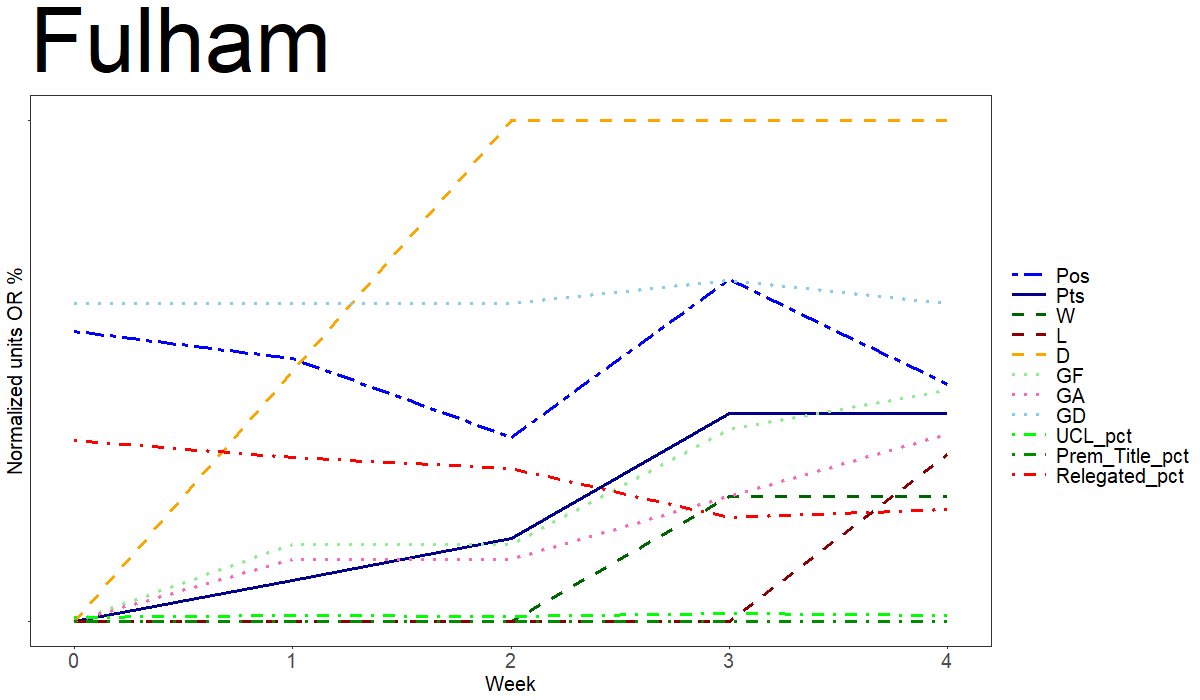 Fulham
Normalized units OR %
0 1 2 3 4
Week
Pos
Pts
W
L
D
GF
GA
GD
UCL_pct
Prem_Title_pct
Relegated_pct